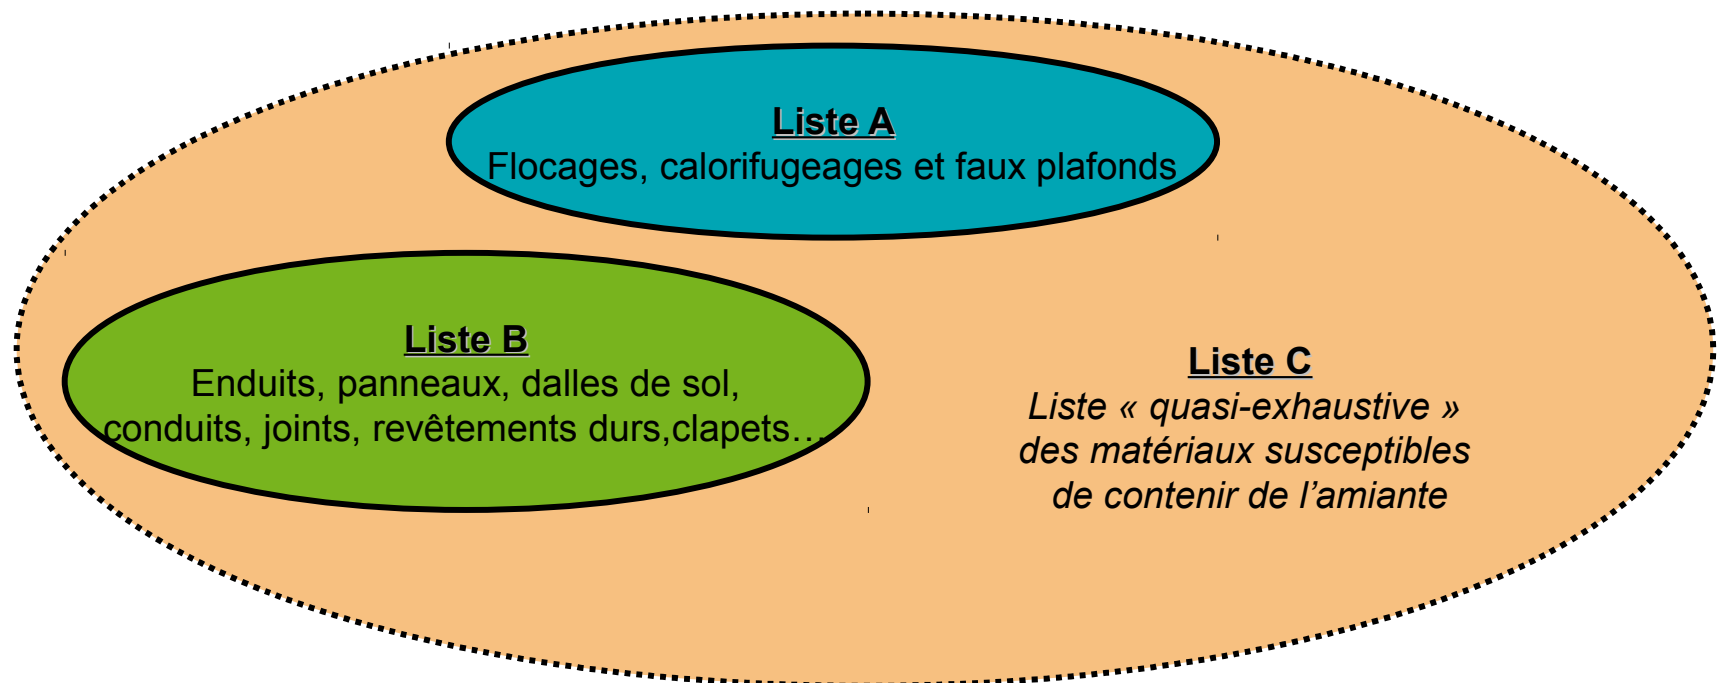 Liste A
Flocages, calorifugeages et faux plafonds
Liste B
Enduits, panneaux, dalles de sol,
conduits, joints, revêtements durs,clapets…
Liste C
Liste « quasi-exhaustive »
des matériaux susceptibles
de contenir de l’amiante